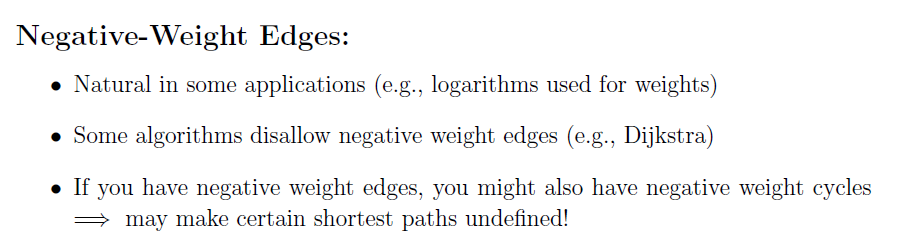 Negative-Weight Edges:
• Natural in some applications (e.g., logarithms used for weights)
• Some algorithms disallow negative weight edges (e.g., Dijkstra)
• If you have negative weight edges, you might also have negative weight cycles
⟹ may make certain shortest paths undefined!